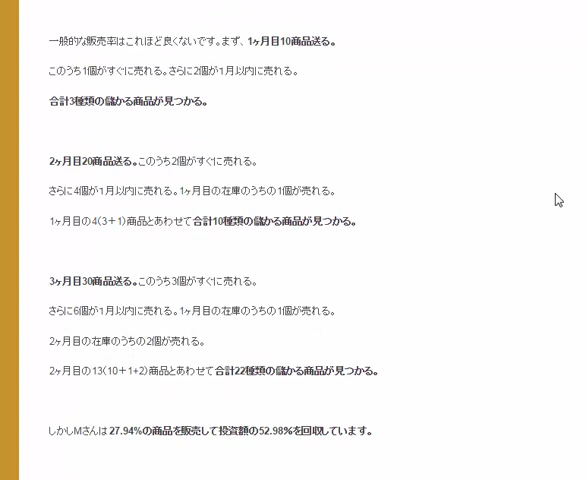 一般的な販売率はこれほど良くないです。まず、1ヶ月目10商品送る。
このうち1個がすぐに売れる。さらに2個が1月以内に売れる。
合計3種類の儲かる商品が見つかる。
2ヶ月目20商品送る。このうち2個がすぐに売れる。
さらに4個が1月以内に売れる。1ヶ月目の在庫のうちの1個が売れる。
1ヶ月目の4(3+1)商品とあわせて合計10種類の儲かる商品が見つかる。
3ヶ月目30商品送る。このうち3個がすぐに売れる。
さらに6個が1月以内に売れる。1ヶ月目の在庫のうちの1個が売れる。
2ヶ月目の在庫のうちの2個が売れる。
2ヶ月目の13(10+1+2)商品とあわせて合計22種類の儲かる商品が見つかる。
しかしMさんは27.94%の商品を販売して投資額の52.98%を回収しています。